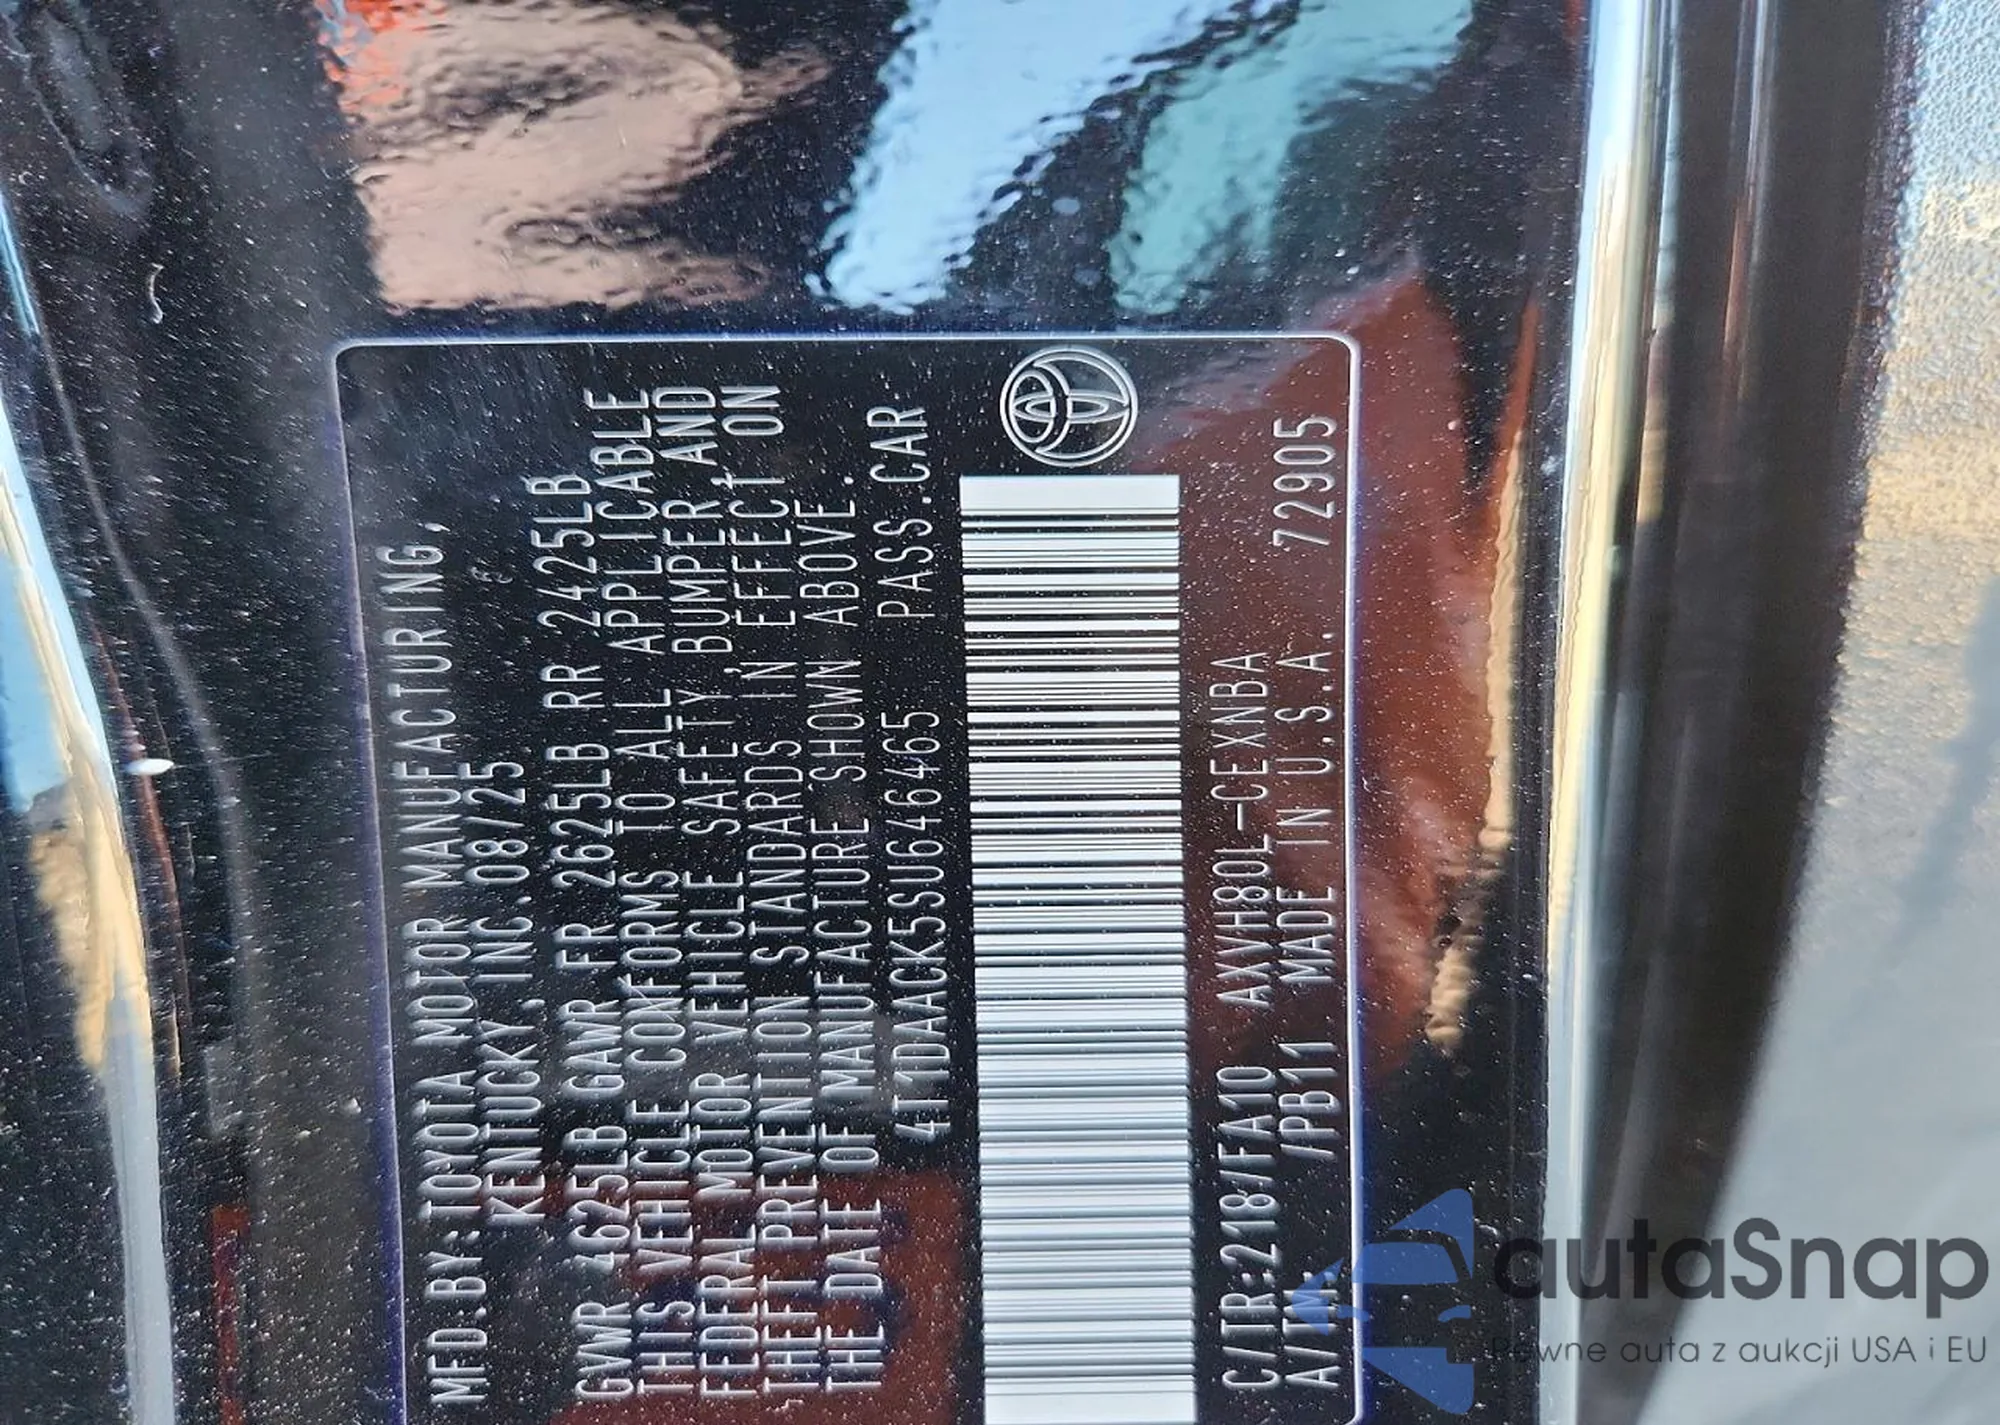 MFD.BY:TOYOTA MOTOR MANUFACTURING,
KENTUCKY, INC. 08/25
GVWR 4625LB GAWR FR 2625LB RR 2425LB
THIS VEHICLE CONFORMS TO ALL APPLICABLE
FEDERAL MOTOR VEHICLE SAFETY, BUMPER AND
THEFT PREVENTION STANDARDS IN EFFECT ON
THE DATE OF MANUFACTURE SHOWN ABOVE.
4T1DAACK5SU646465 PASS.CAR
C/TR:218/FA10 AXVH80L-CEXNBA
A/TM: /PB11 MADE IN U.S.A. 72905
autaSnap
Pewne auta z aukcji USA i EU